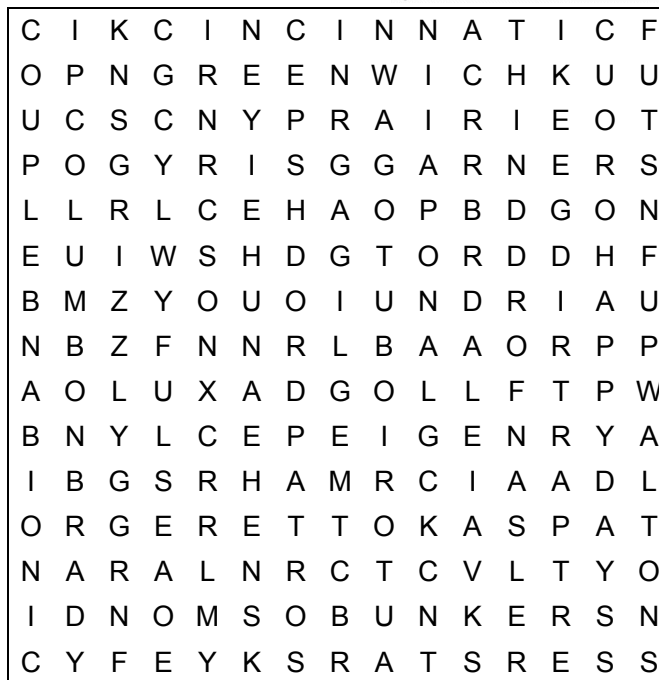 C I K C I N C I N N A T I C F
O P N G R E E N W I C H K U U
U C S C N Y P R A I R I E O T
P O G Y R I S G G A R N E R S
L L R L C E H A O P B D G O N
E U I W S H D G T O R D D H F
B M Z Y O U O I U N D R I A U
N B Z F N N R L B A A O R P P
A O L U X A D G O L L F T P W
B N Y L C E P E I G E N R Y A
I B G S R H A M R C I A A D L
O R G E R E T T O K A S P A T
N A R A L N R C T C V L T Y O
I D N O M S O B U N K E R S N
C Y F E Y K S R A T S R E S S